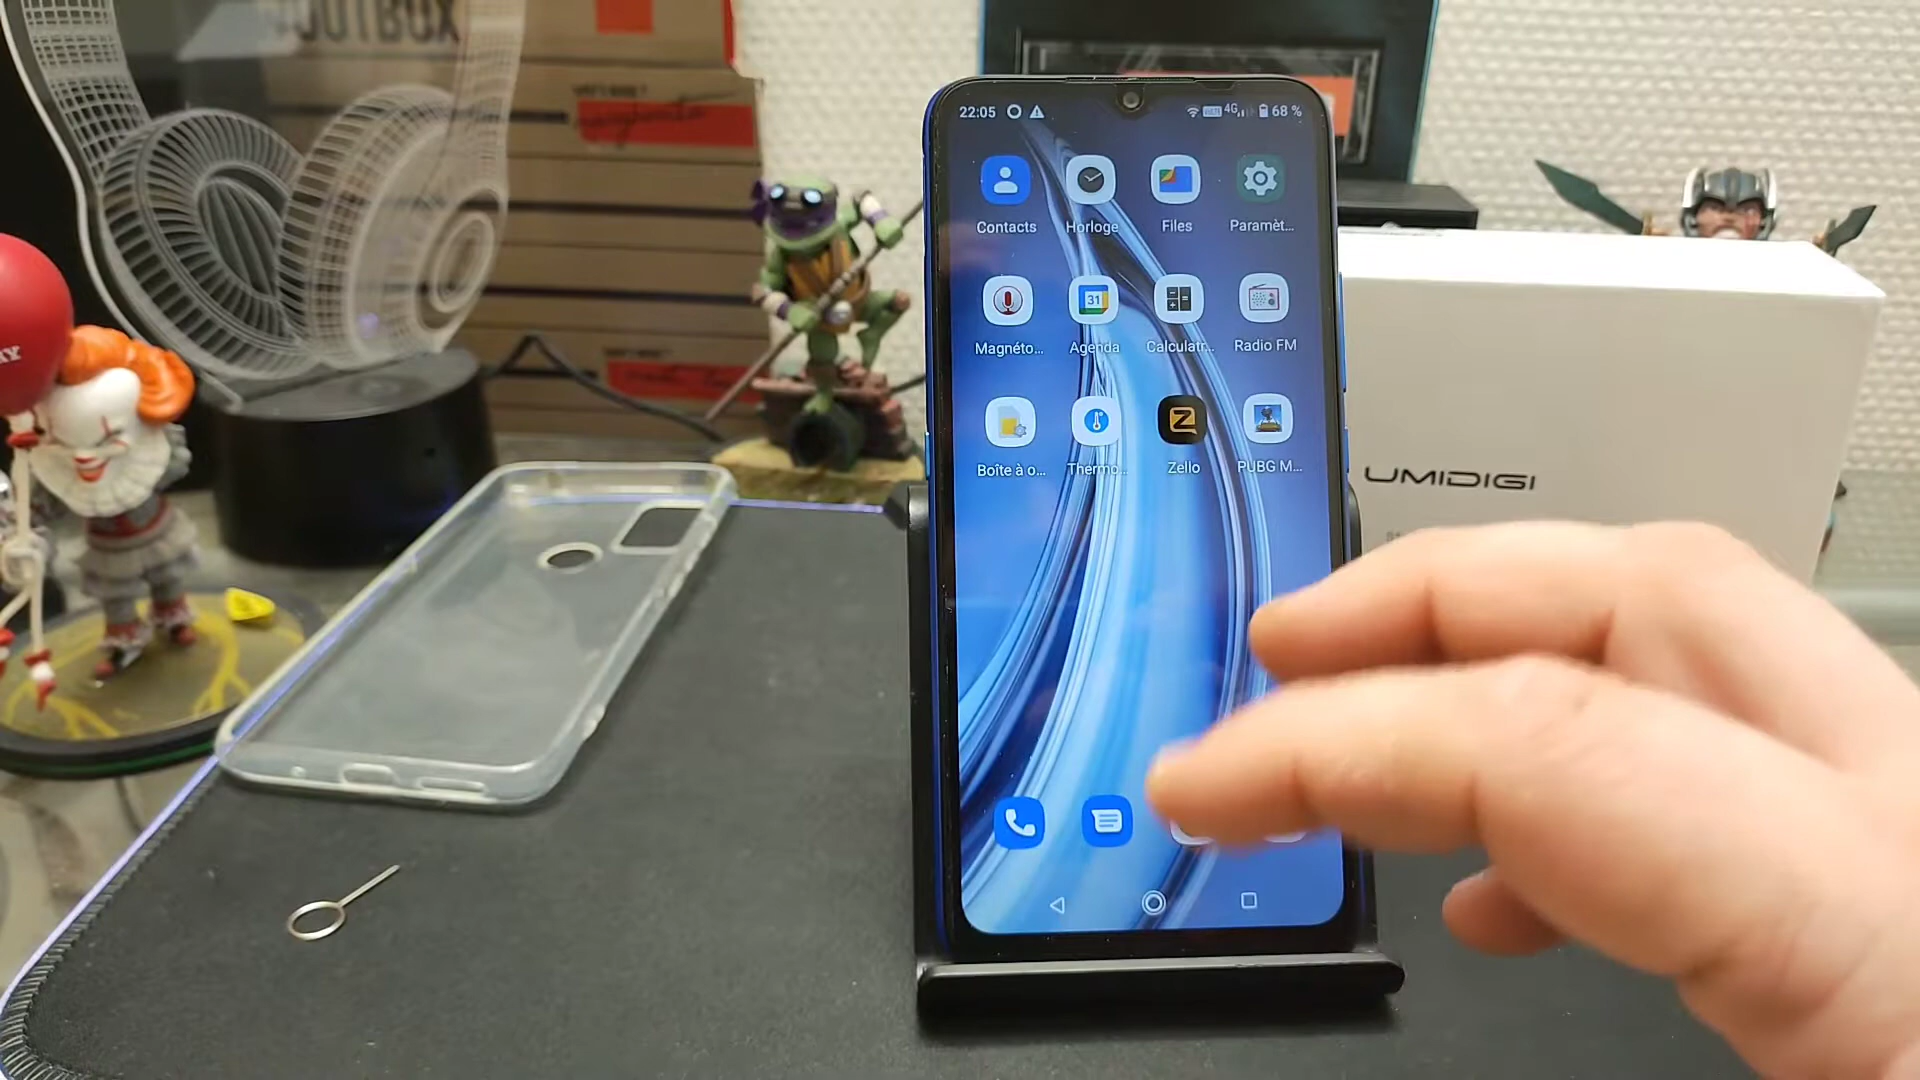 OOTBOX
22:05
4G
68 %
Contacts
Horloge
Files
Paramèt...
Magnéto...
31
Agenda
Calculatr...
Radio FM
Boîte à o...
Thermo...
Z
Zello
PUBG M...
UMIDIGI